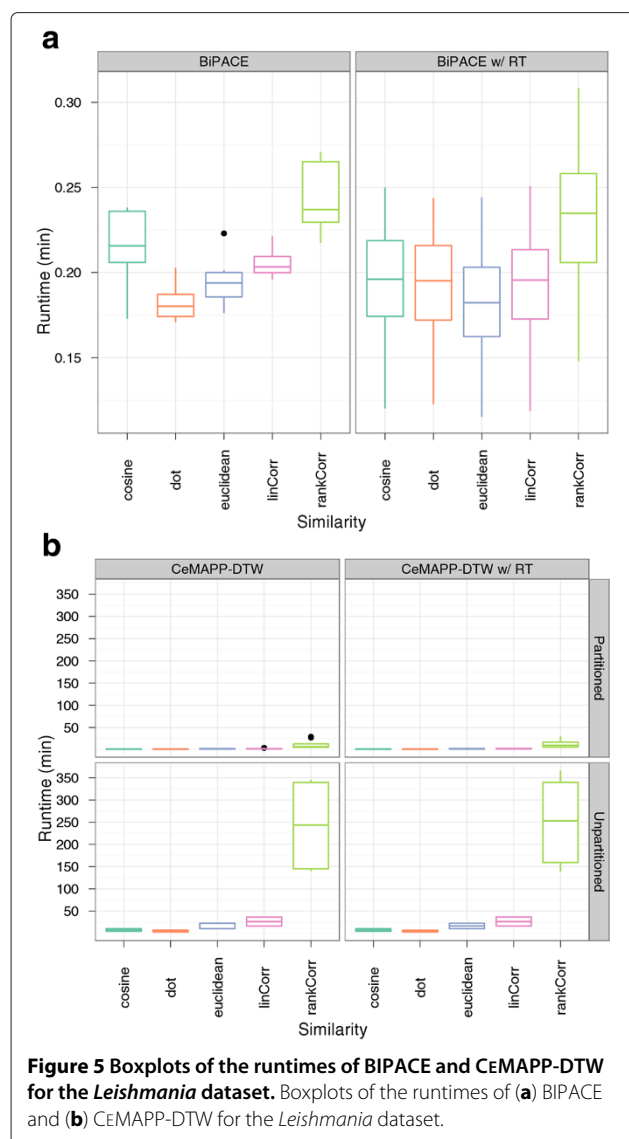 a
BiPACE
BiPACE w/ RT
Runtime (min)
0.30
0.25
0.20
0.15
cosine
dot
euclidean
linCorr
rankCorr
cosine
dot
euclidean
linCorr
rankCorr
Similarity
b
CeMAPP-DTW
CeMAPP-DTW w/ RT
Runtime (min)
350
300
250
200
150
100
50
Partitioned
350
300
250
200
150
100
50
Unpartitioned
cosine
dot
euclidean
linCorr
rankCorr
cosine
dot
euclidean
linCorr
rankCorr
Similarity
Figure 5 Boxplots of the runtimes of BIPACE and CEMAPP-DTW
for the Leishmania dataset. Boxplots of the runtimes of (a) BIPACE
and (b) CEMAPP-DTW for the Leishmania dataset.